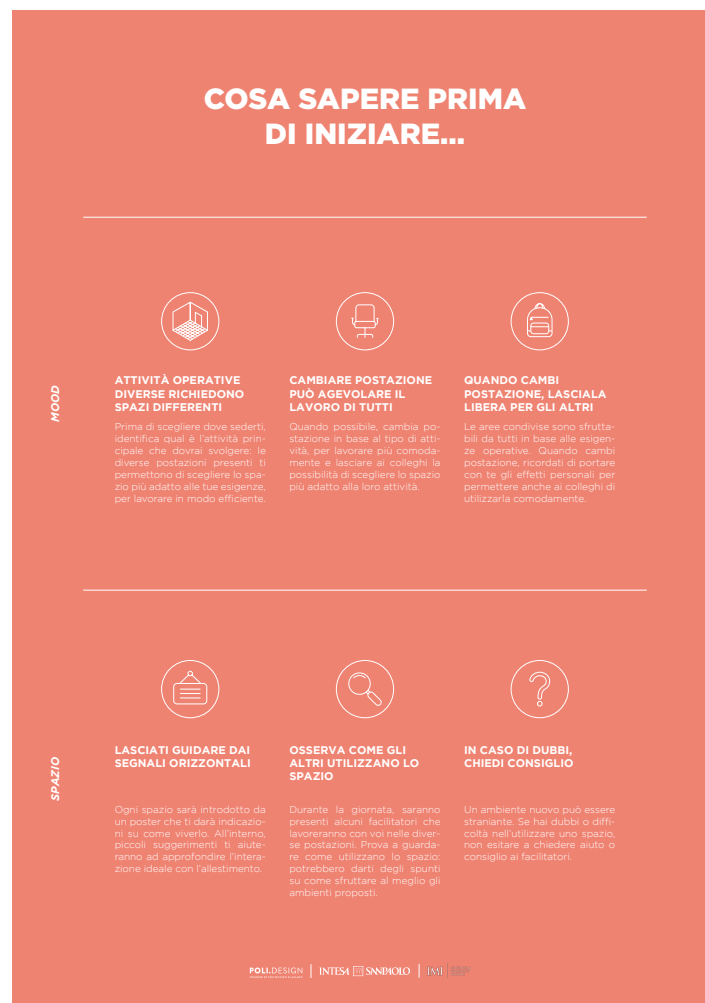 COSA SAPERE PRIMA
DI INIZIARE...
MOOD
ATTIVITÀ OPERATIVE
DIVERSE RICHIEDONO
SPAZI DIFFERENTI
Prima di scegliere dove sederti,
identifica qual è l'attività prin-
cipale che dovrai svolgere: le
diverse postazioni presenti ti
permettono di scegliere lo spa-
zio più adatto alle tue esigenze,
per lavorare in modo efficiente.
CAMBIARE POSTAZIONE
PUÒ AGEVOLARE IL
LAVORO DI TUTTI
Quando possibile, cambia po-
stazione in base al tipo di atti-
vità, per lavorare più comoda-
mente e lasciare ai colleghi la
possibilità di scegliere lo spazio
più adatto alla loro attività.
QUANDO CAMBI
POSTAZIONE, LASCIALA
LIBERA PER GLI ALTRI
Le aree condivise sono sfrutta-
bili da tutti in base alle esigen-
ze operative. Quando cambi
postazione, ricordati di portare
con te gli effetti personali per
permettere anche ai colleghi di
utilizzarla comodamente.
SPAZIO
LASCIATI GUIDARE DAI
SEGNALI ORIZZONTALI
Ogni spazio sarà introdotto da
un poster che ti darà indicazio-
ni su come viverlo. All'interno,
piccoli suggerimenti ti aiute-
ranno ad approfondire l'intera-
zione ideale con l'allestimento.
OSSERVA COME GLI
ALTRI UTILIZZANO LO
SPAZIO
Durante la giornata, saranno
presenti alcuni facilitatori che
lavoreranno con voi nelle diver-
se postazioni. Prova a guarda-
re come utilizzano lo spazio:
potrebbero darti degli spunti
su come sfruttare al meglio gli
ambienti proposti.
IN CASO DI DUBBI,
CHIEDI CONSIGLIO
Un ambiente nuovo può essere
straniante. Se hai dubbi o diffi-
coltà nell'utilizzare uno spazio,
non esitare a chiedere aiuto o
consiglio ai facilitatori.
POLI.DESIGN
INTESA SANPAOLO